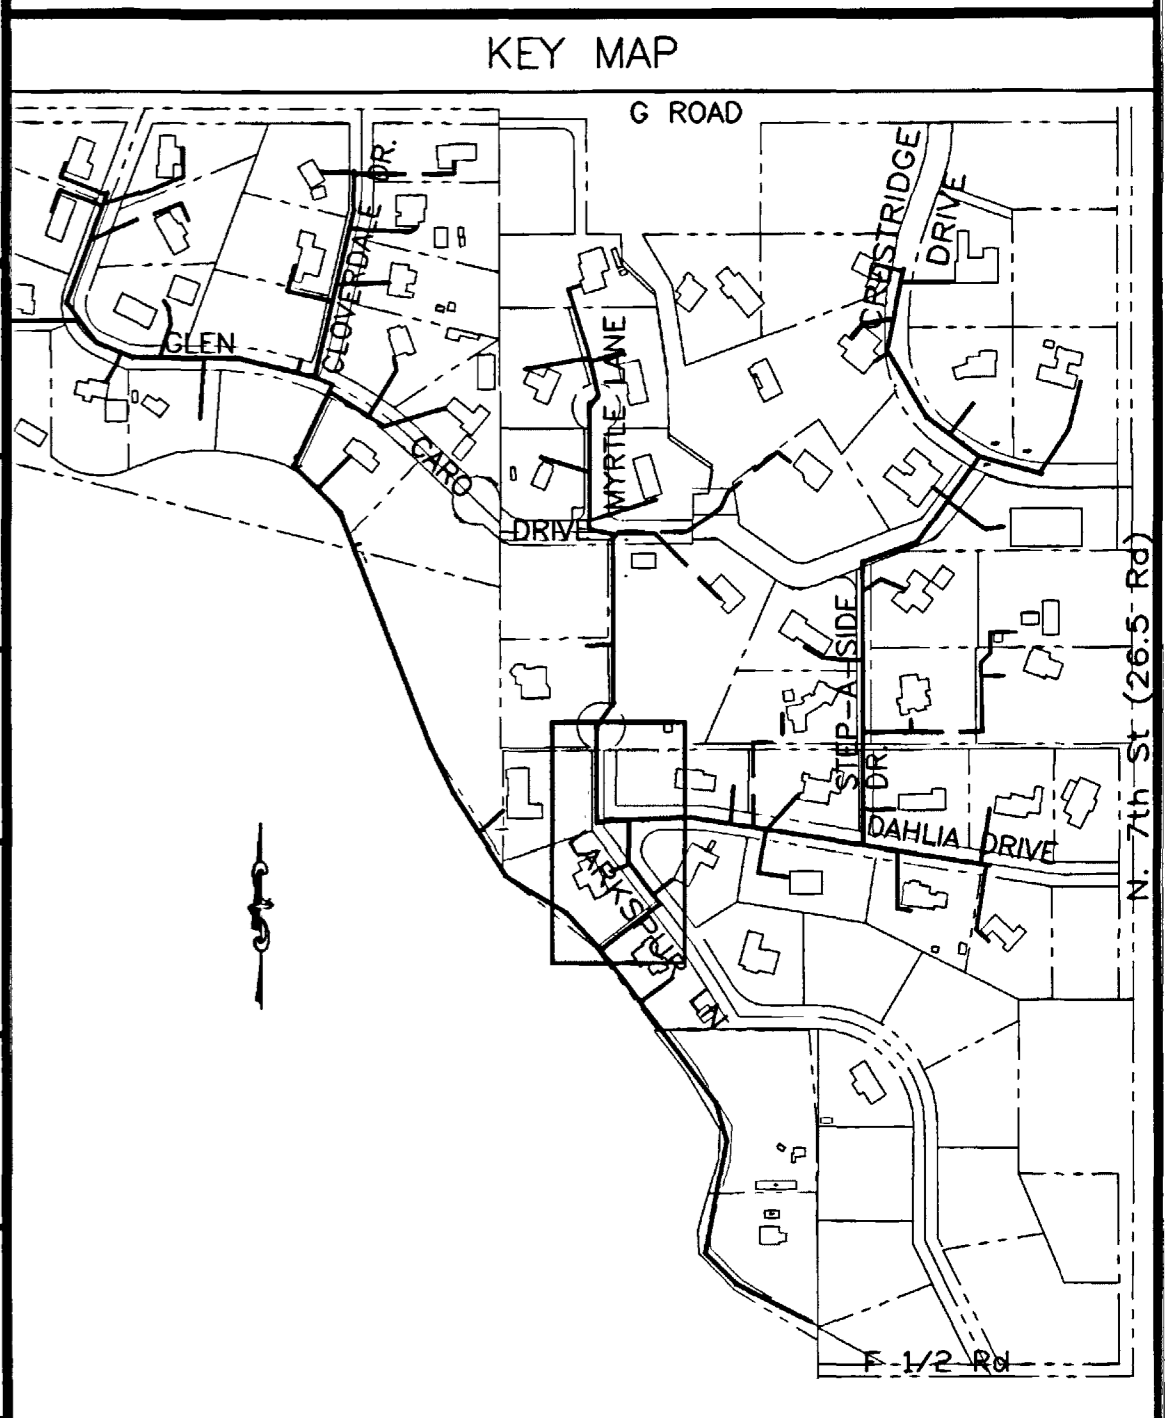 KEY MAP
G ROAD
CLOVERDALE DR.
CRESTRIDGE
DRIVE
GLEN
CARO
DRIVE
MYRTLE LANE
STEP-A-SIDE
DR.
DAHLIA DRIVE
LARKSPUR LN
N. 7th St (26.5 Rd)
F 1/2 Rd